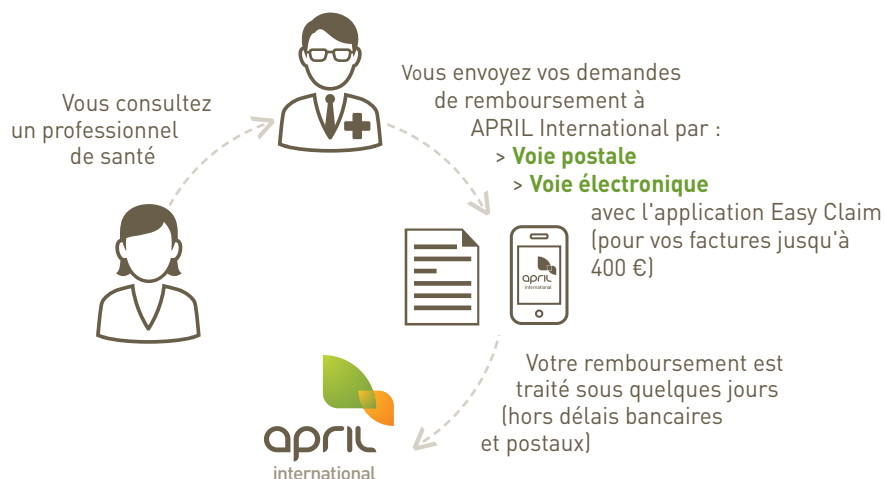 Vous consultez
un professionnel
de santé
Vous envoyez vos demandes
de remboursement à
APRIL International par :
> Voie postale
> Voie électronique
avec l'application Easy Claim
(pour vos factures jusqu'à
400 €)
april
international
Votre remboursement est
traité sous quelques jours
(hors délais bancaires
et postaux)
april
international